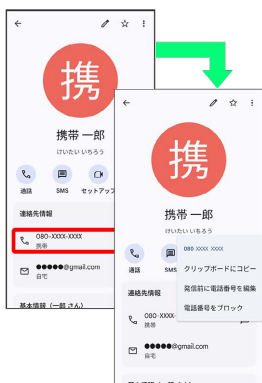 携
携帯 一郎
けいたい いちろう
通話
SMS
セットアップ
連絡先情報
080-XXXX-XXXX
携帯
●●●●●@gmail.com
自宅
基本情報（一郎 さん）
携
携帯 一郎
けいたい いちろう
通話
SMS
080 XXXX XXXX
クリップボードにコピー
発信前に電話番号を編集
電話番号をブロック
連絡先情報
080-XXXX-
携帯
●●●●●@gmail.com
自宅